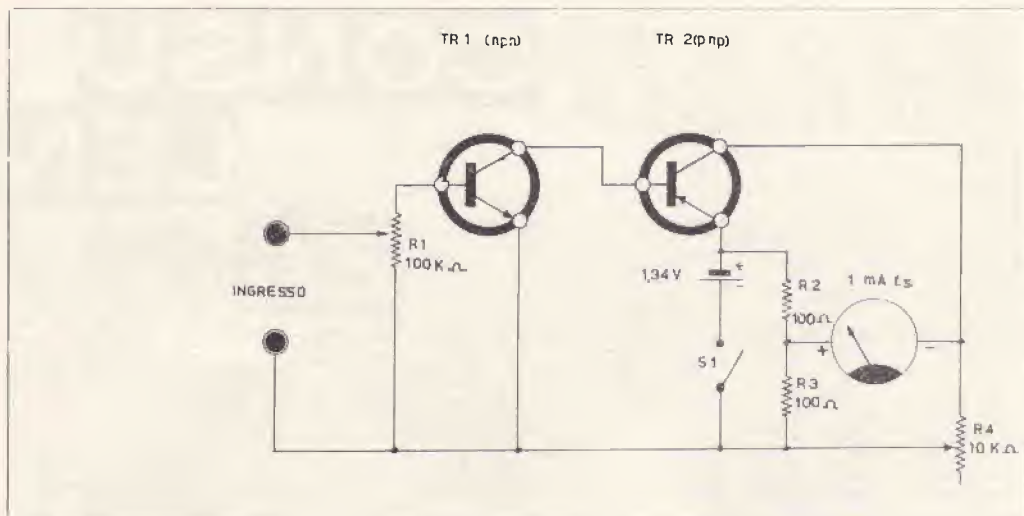 TR 1 (npn)
TR 2(pnp)
R1
100 K Ω
INGRESSO
1,34 V
+
−
S1
R2
100 Ω
1 mA f.s.
+
−
R3
100 Ω
R4
10 K Ω